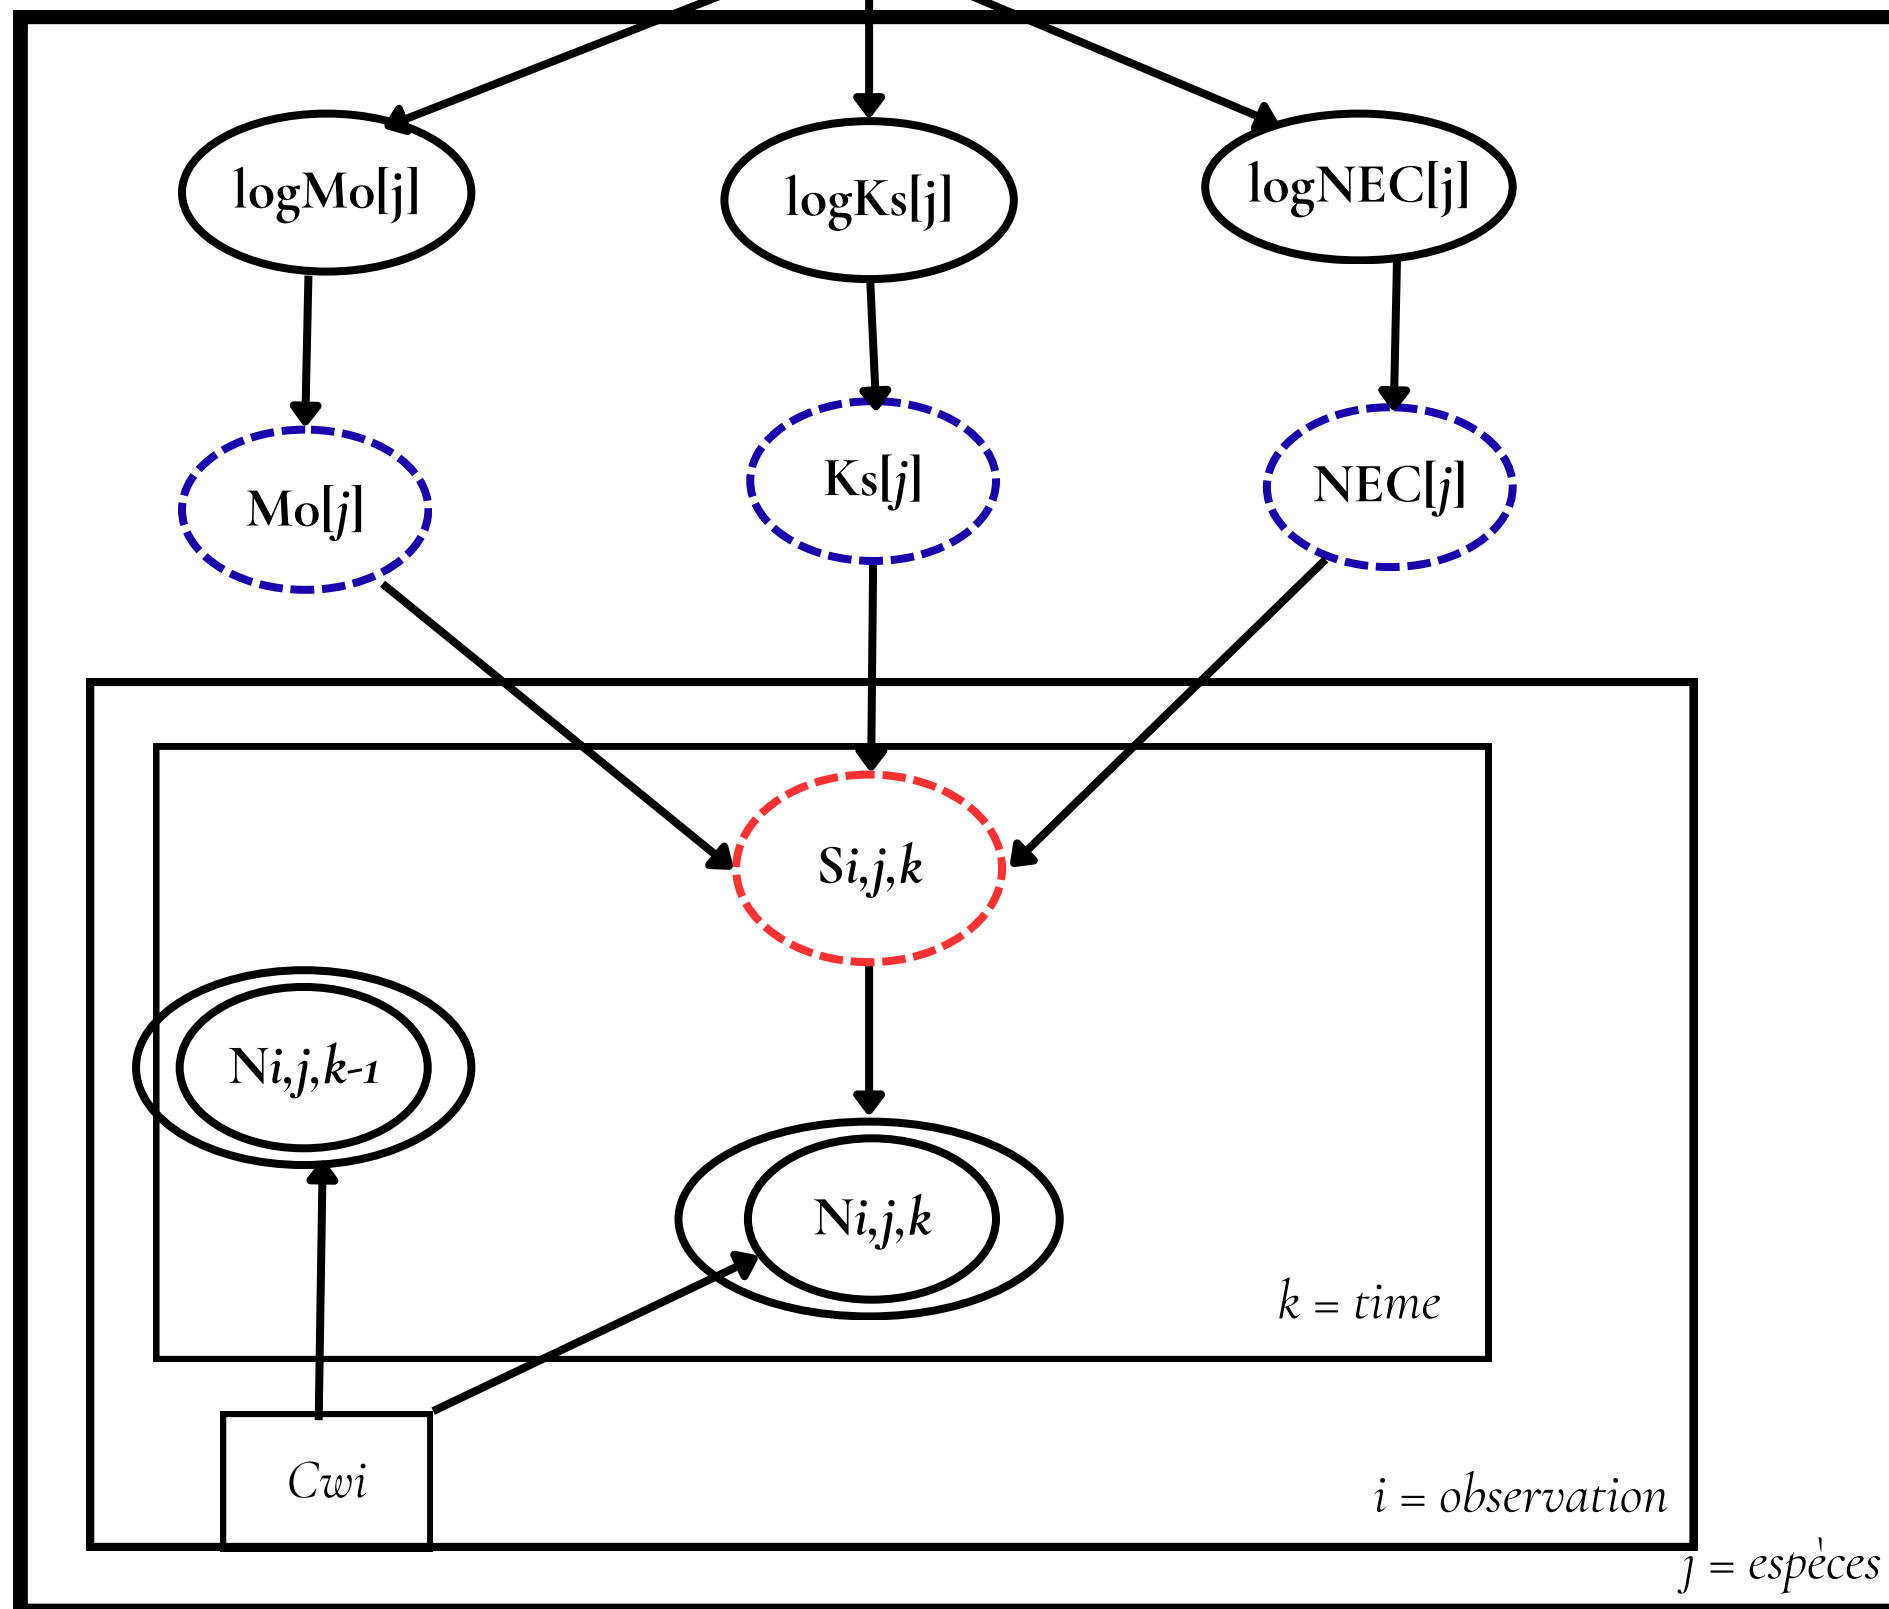 logMo[j]
logKs[j]
logNEC[j]
Mo[j]
Ks[j]
NEC[j]
Si,j,k
Ni,j,k-1
Ni,j,k
k = time
Cwi
i = observation
j = espèces